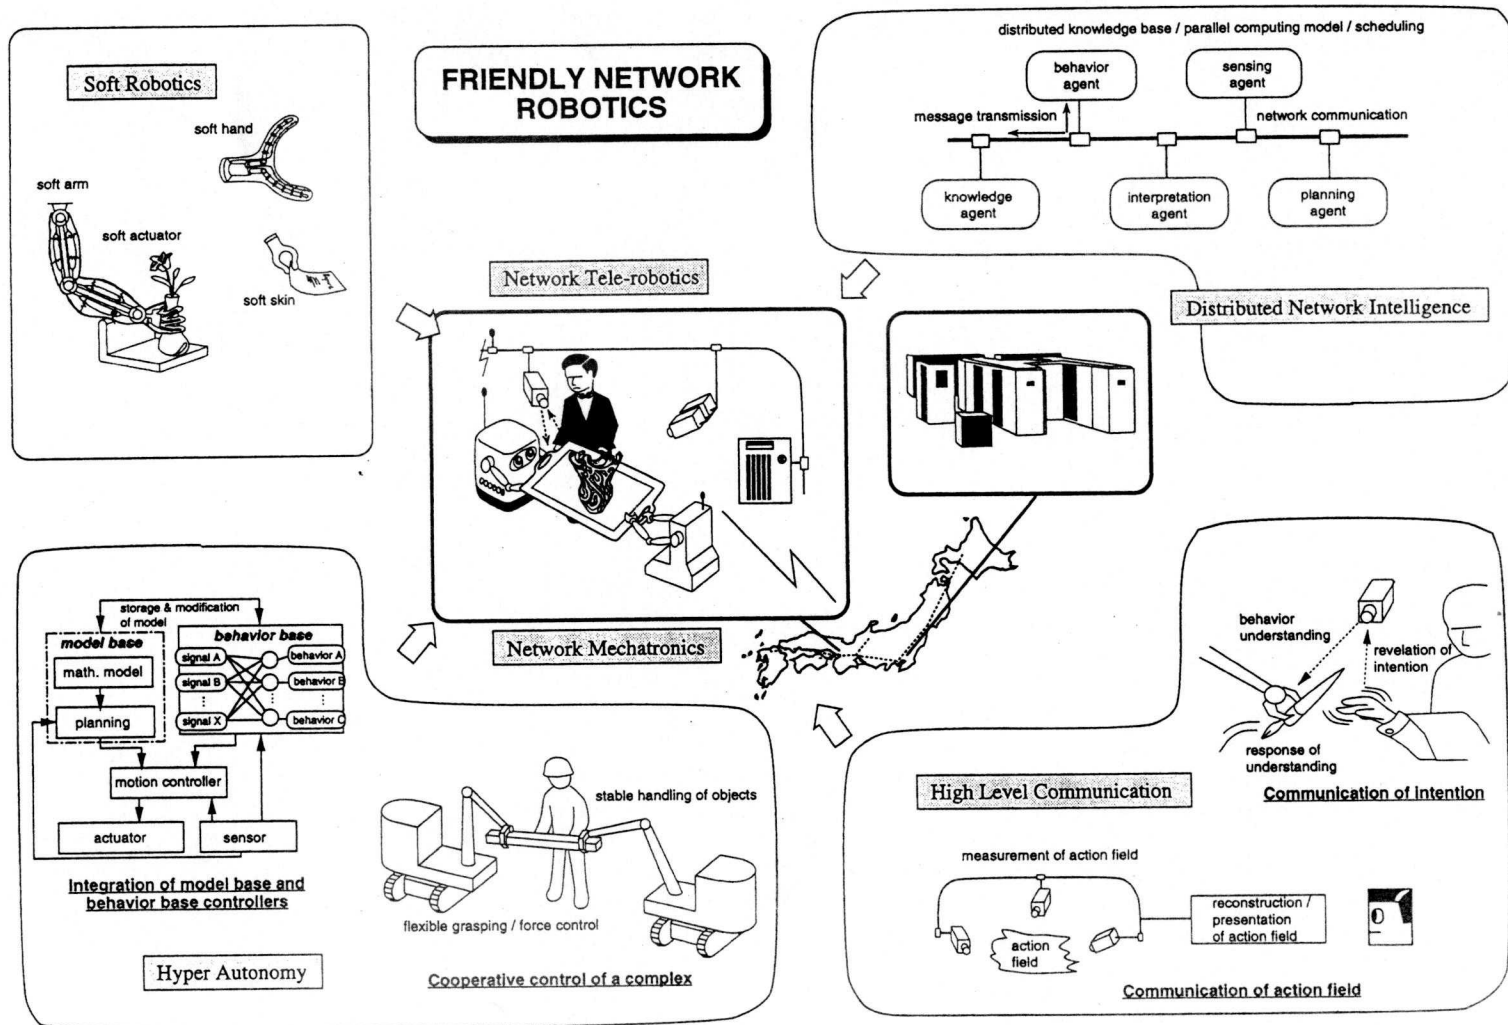 FRIENDLY NETWORK
ROBOTICS
Soft Robotics
soft hand
soft arm
soft actuator
soft skin
distributed knowledge base / parallel computing model / scheduling
behavior
agent
sensing
agent
message transmission
network communication
knowledge
agent
interpretation
agent
planning
agent
Distributed Network Intelligence
Network Tele-robotics
Network Mechatronics
storage & modification
of model
model base
math. model
planning
behavior base
signal A
behavior A
signal B
behavior B
signal X
behavior C
motion controller
actuator
sensor
Integration of model base and
behavior base controllers
Hyper Autonomy
stable handling of objects
flexible grasping / force control
Cooperative control of a complex
behavior
understanding
revelation of
intention
response of
understanding
Communication of intention
High Level Communication
measurement of action field
action
field
reconstruction /
presentation
of action field
Communication of action field